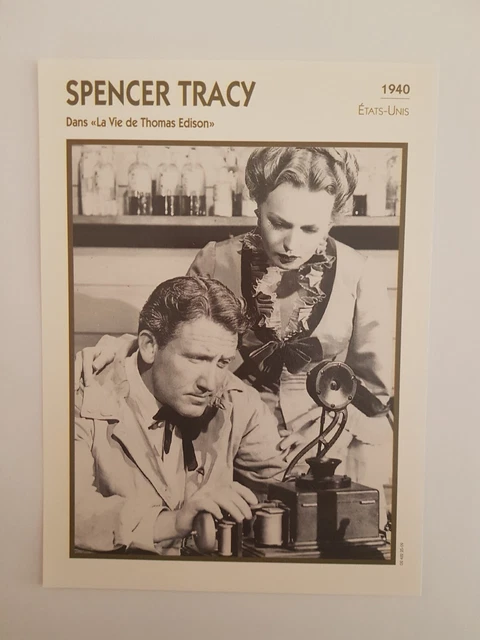 SPENCER TRACY
Dans «La Vie de Thomas Edison»
1940
ÉTATS-UNIS